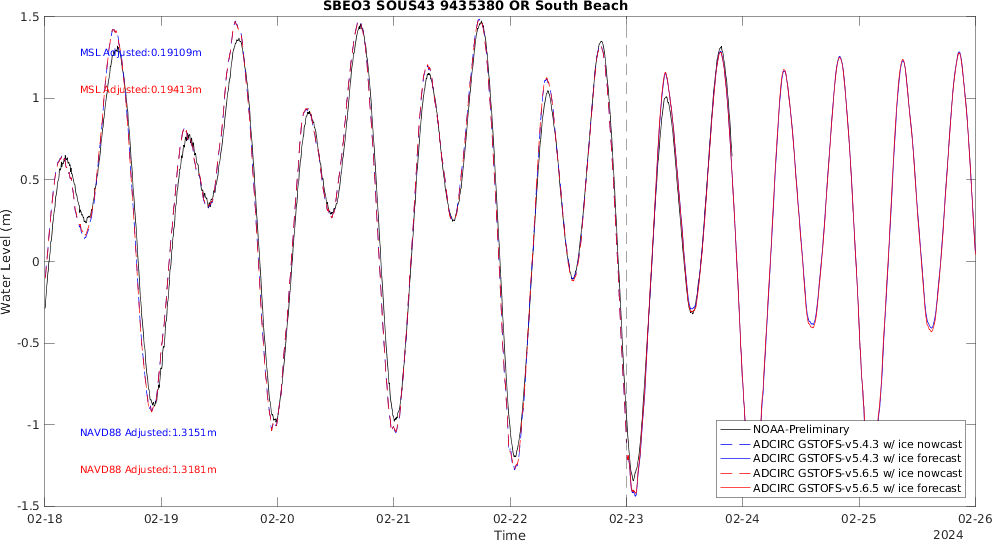 SBEO3 SOUS43 9435380 OR South Beach
Water Level (m)
1.5
1
0.5
0
-0.5
-1
-1.5
MSL Adjusted:0.19109m
MSL Adjusted:0.19413m
NAVD88 Adjusted:1.3151m
NAVD88 Adjusted:1.3181m
NOAA-Preliminary
ADCIRC GSTOFS-v5.4.3 w/ ice nowcast
ADCIRC GSTOFS-v5.4.3 w/ ice forecast
ADCIRC GSTOFS-v5.6.5 w/ ice nowcast
ADCIRC GSTOFS-v5.6.5 w/ ice forecast
02-18 02-19 02-20 02-21 02-22 02-23 02-24 02-25 02-26
Time
2024